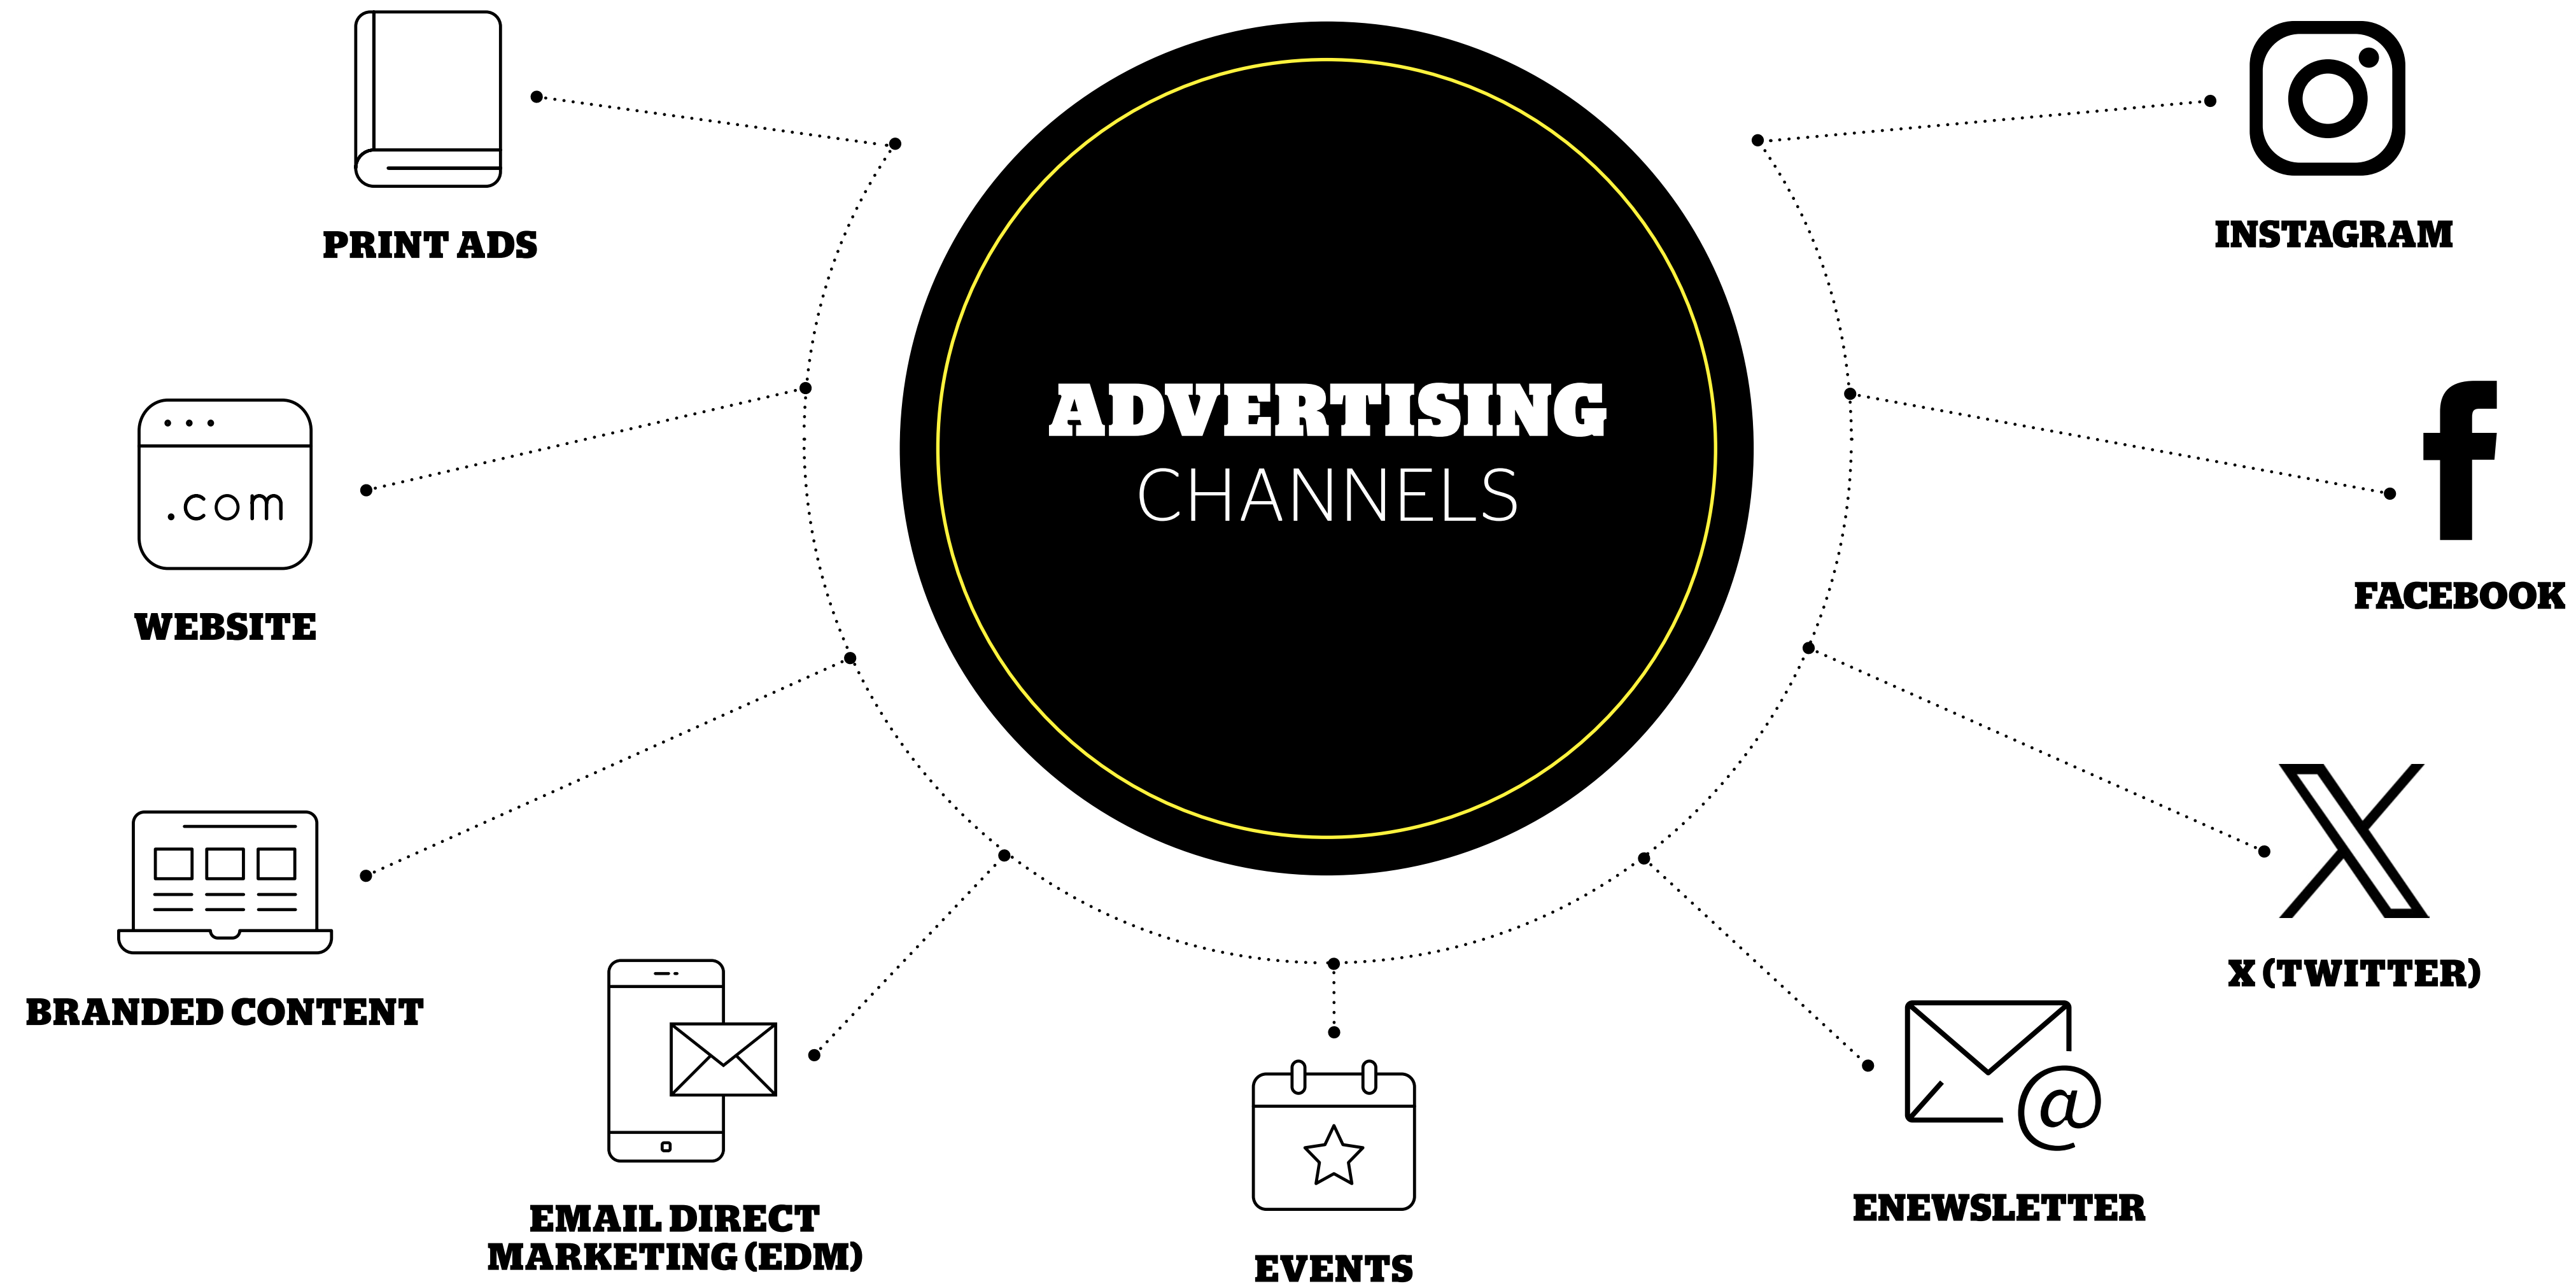 PRINT ADS
INSTAGRAM
ADVERTISING
CHANNELS
.com
WEBSITE
FACEBOOK
BRANDED CONTENT
X (TWITTER)
@
EMAIL DIRECT
MARKETING (EDM)
EVENTS
ENEWSLETTER